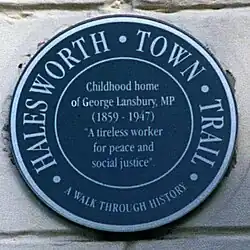 HALESWORTH • TOWN • TRAIL •
Childhood home
of George Lansbury, MP
(1859 - 1947)
"A tireless worker
for peace and
social justice".
A WALK THROUGH HISTORY